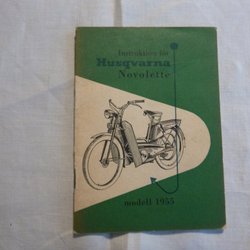 Instruktion för
Husqvarna
Novolette
modell 1955